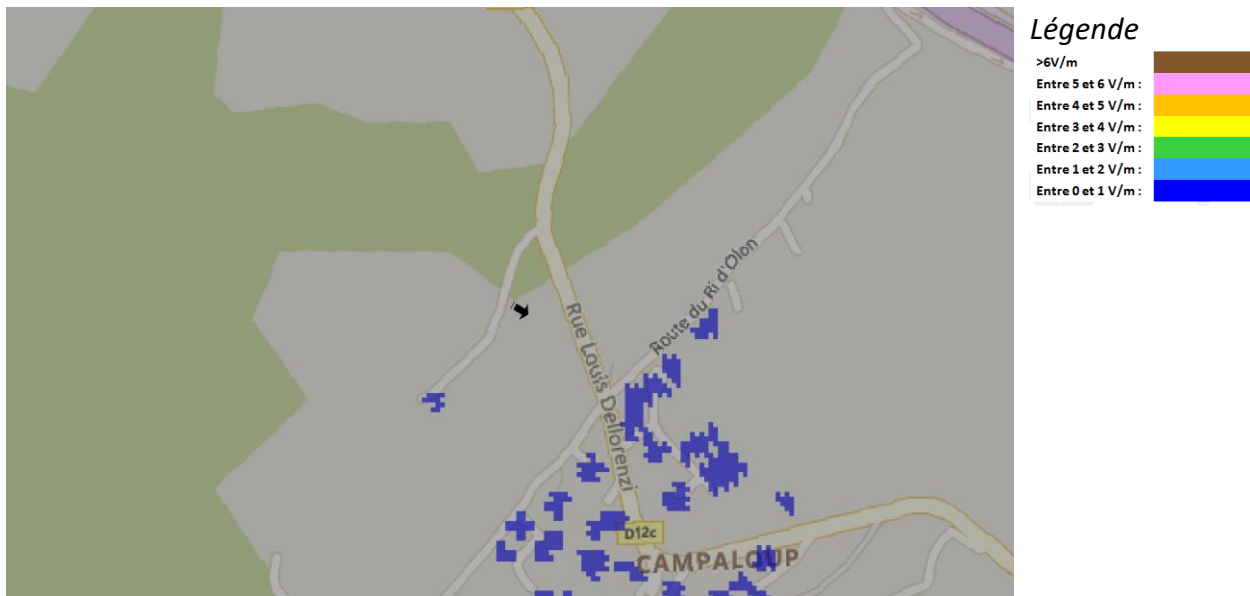 Légende
>6V/m
Entre 5 et 6 V/m :
Entre 4 et 5 V/m :
Entre 3 et 4 V/m :
Entre 2 et 3 V/m :
Entre 1 et 2 V/m :
Entre 0 et 1 V/m :
Route du Ri d'Olon
Rue Louis Dellorenzi
D12c
CAMPALOUP